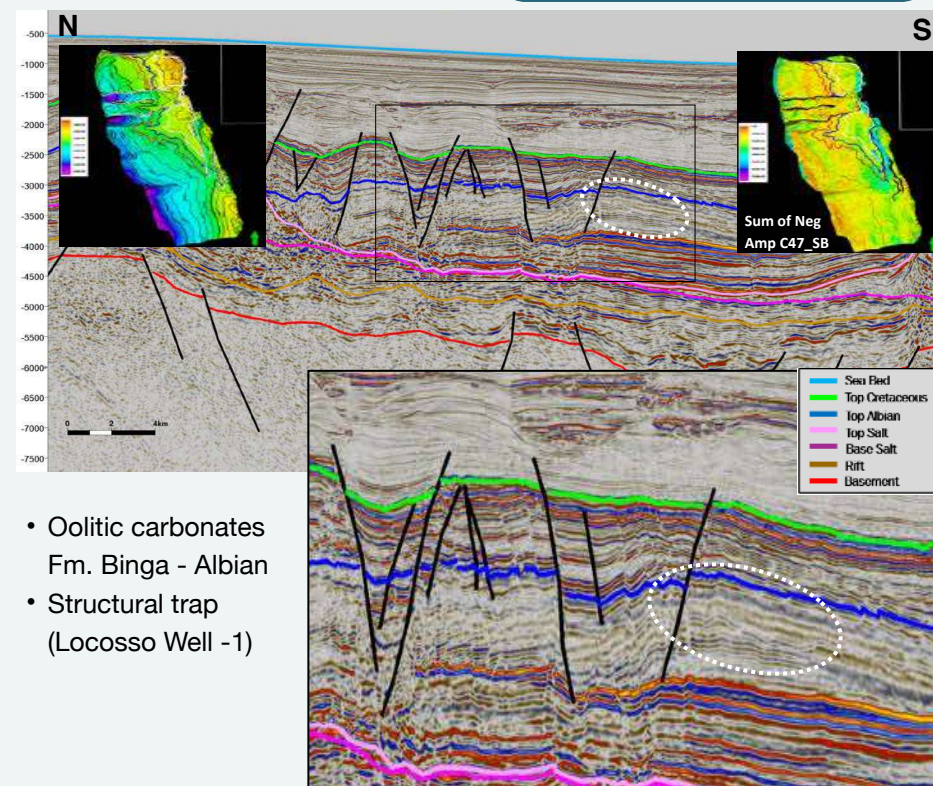 N
S
-500
-1000
-1500
-2000
-2500
-3000
-3500
-4000
-4500
-5000
-5500
-6000
-6500
-7000
-7500
Sum of Neg
Amp C47_SB
0 2 4km
Sea Bed
Top Cretaceous
Top Albian
Top Salt
Base Salt
Rift
Basement
• Oolitic carbonates
Fm. Binga - Albian
• Structural trap
(Locosso Well -1)